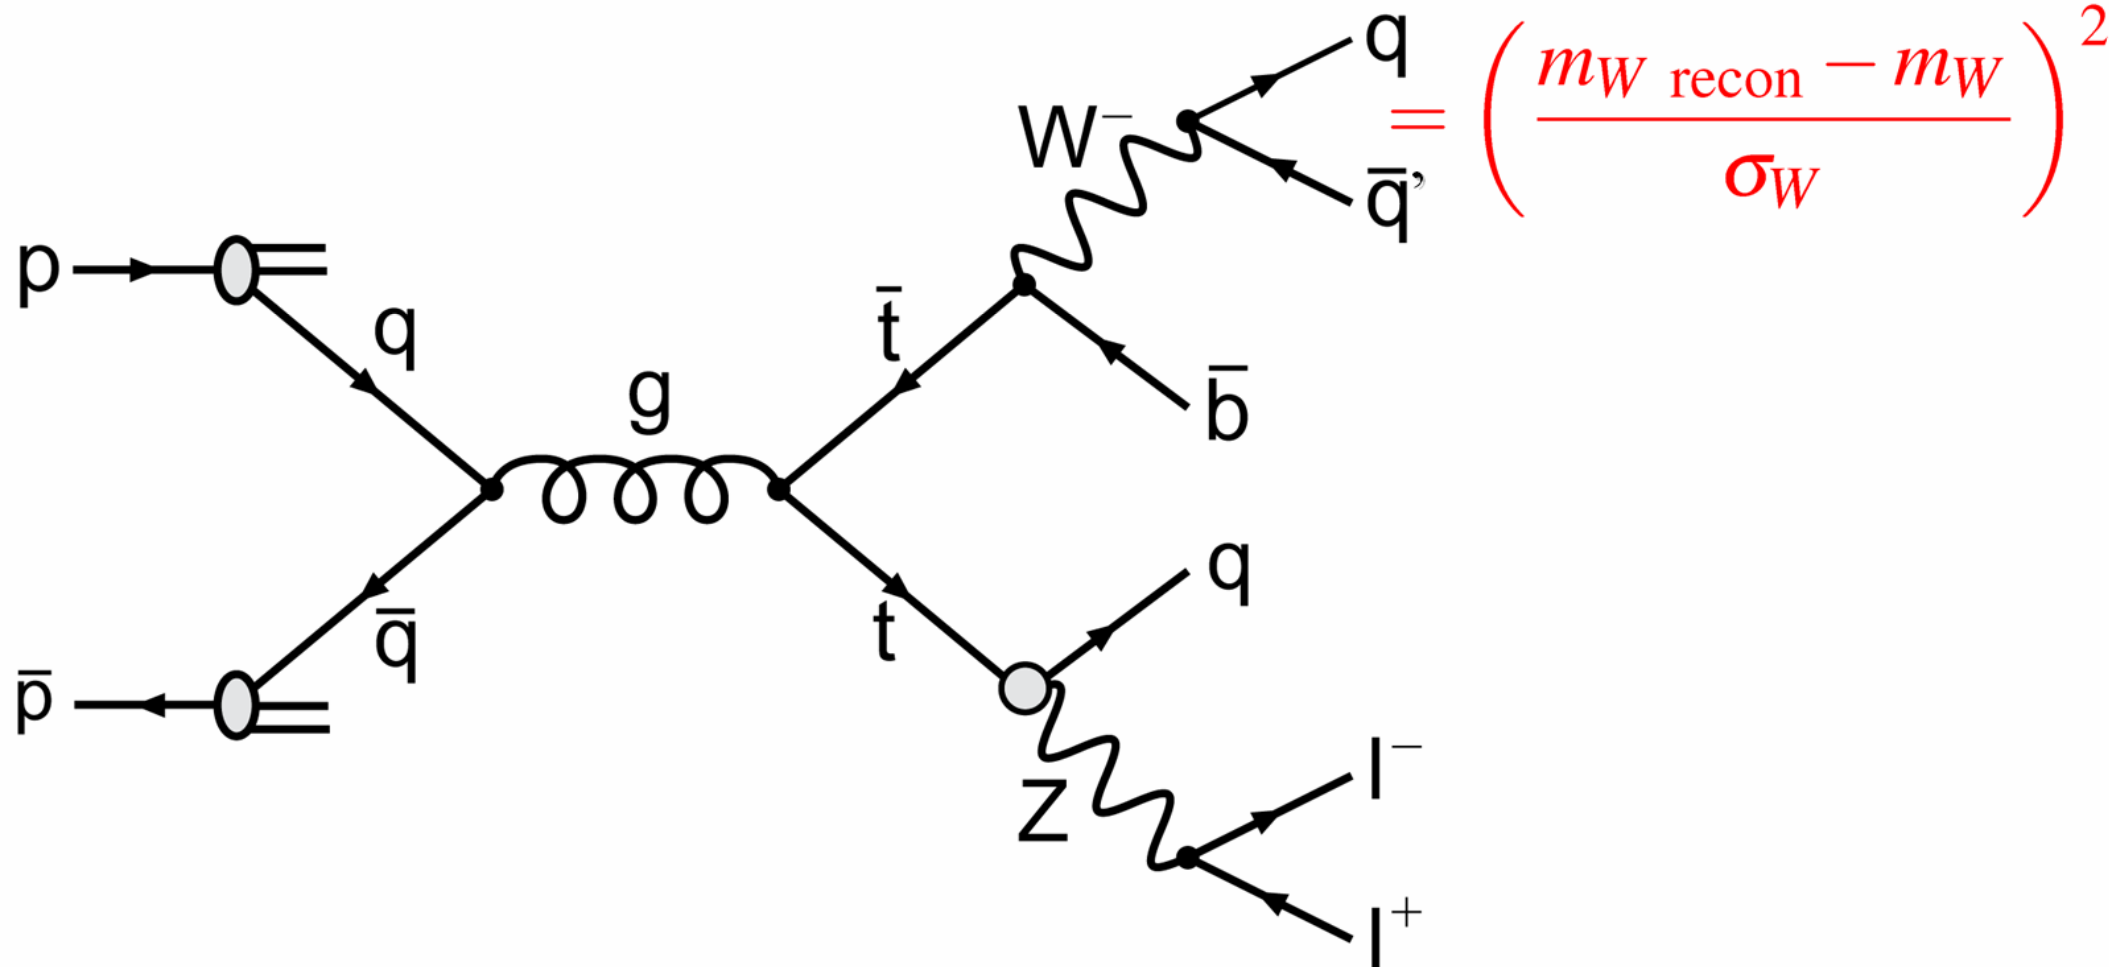 q
= ( m_W recon − m_W / σ_W )²
W⁻
q̄'
p
q
t̄
g
b̄
q
t
q̄
p̄
l⁻
Z
l⁺